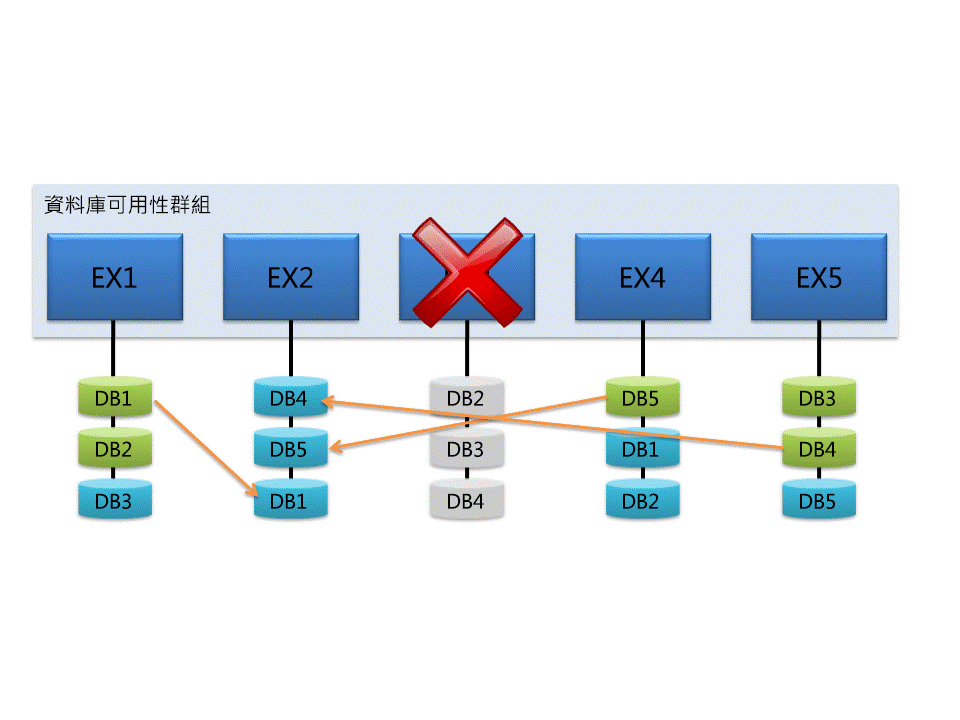 資料庫可用性群組
EX1
EX2
EX4
EX5
DB1
DB4
DB2
DB5
DB3
DB2
DB5
DB3
DB1
DB4
DB3
DB1
DB4
DB2
DB5